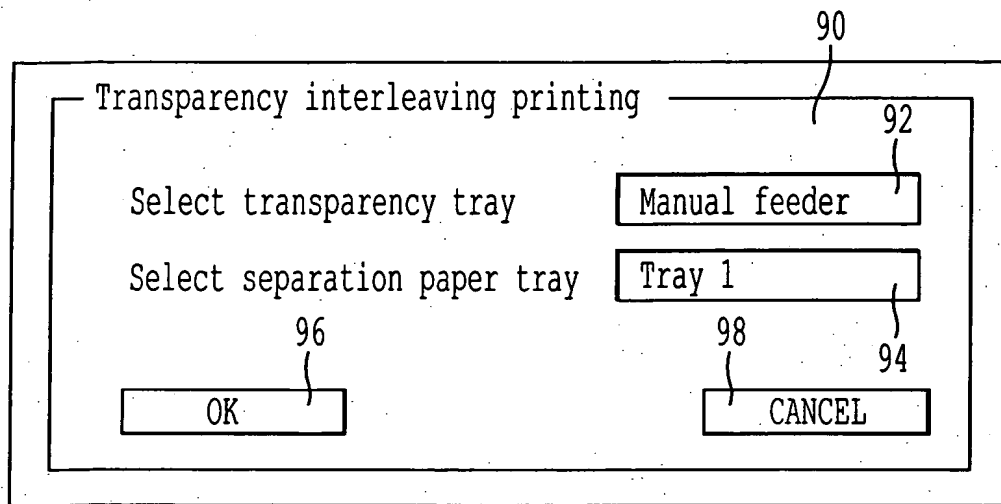 90
Transparency interleaving printing
92
Select transparency tray Manual feeder
Select separation paper tray Tray 1
96 98 94
OK CANCEL